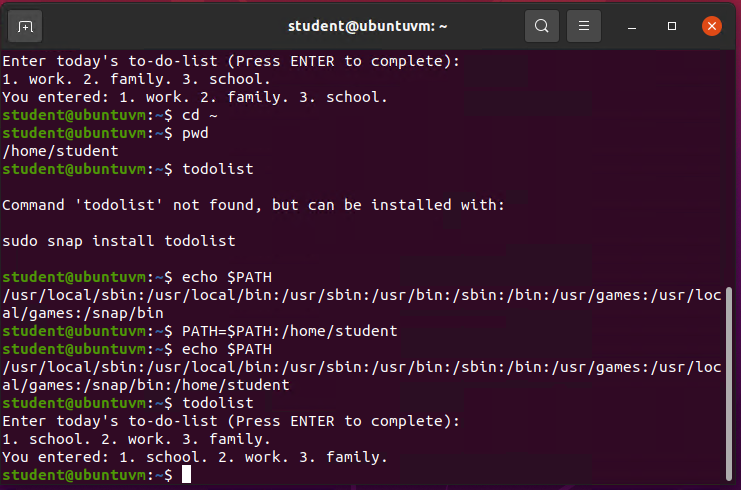 student@ubuntuvm: ~
Enter today's to-do-list (Press ENTER to complete):
1. work. 2. family. 3. school.
You entered: 1. work. 2. family. 3. school.
student@ubuntuvm:~$ cd ~
student@ubuntuvm:~$ pwd
/home/student
student@ubuntuvm:~$ todolist
Command 'todolist' not found, but can be installed with:
sudo snap install todolist
student@ubuntuvm:~$ echo $PATH
/usr/local/sbin:/usr/local/bin:/usr/sbin:/usr/bin:/sbin:/bin:/usr/games:/usr/loc
al/games:/snap/bin
student@ubuntuvm:~$ PATH=$PATH:/home/student
student@ubuntuvm:~$ echo $PATH
/usr/local/sbin:/usr/local/bin:/usr/sbin:/usr/bin:/sbin:/bin:/usr/games:/usr/loc
al/games:/snap/bin:/home/student
student@ubuntuvm:~$ todolist
Enter today's to-do-list (Press ENTER to complete):
1. school. 2. work. 3. family.
You entered: 1. school. 2. work. 3. family.
student@ubuntuvm:~$